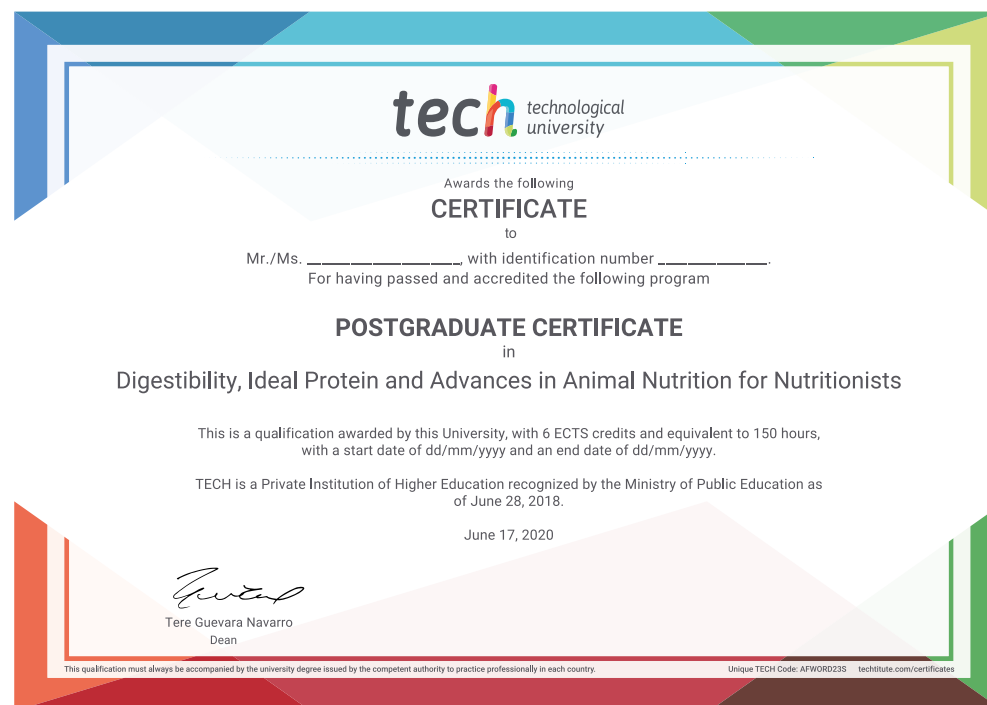 tech technological
university
Awards the following
CERTIFICATE
to
Mr./Ms. ____________________, with identification number ______________.
For having passed and accredited the following program
POSTGRADUATE CERTIFICATE
in
Digestibility, Ideal Protein and Advances in Animal Nutrition for Nutritionists
This is a qualification awarded by this University, with 6 ECTS credits and equivalent to 150 hours,
with a start date of dd/mm/yyyy and an end date of dd/mm/yyyy.
TECH is a Private Institution of Higher Education recognized by the Ministry of Public Education as
of June 28, 2018.
June 17, 2020
Tere Guevara Navarro
Dean
This qualification must always be accompanied by the university degree issued by the competent authority to practice professionally in each country. Unique TECH Code: AFWORD23S techtitute.com/certificates